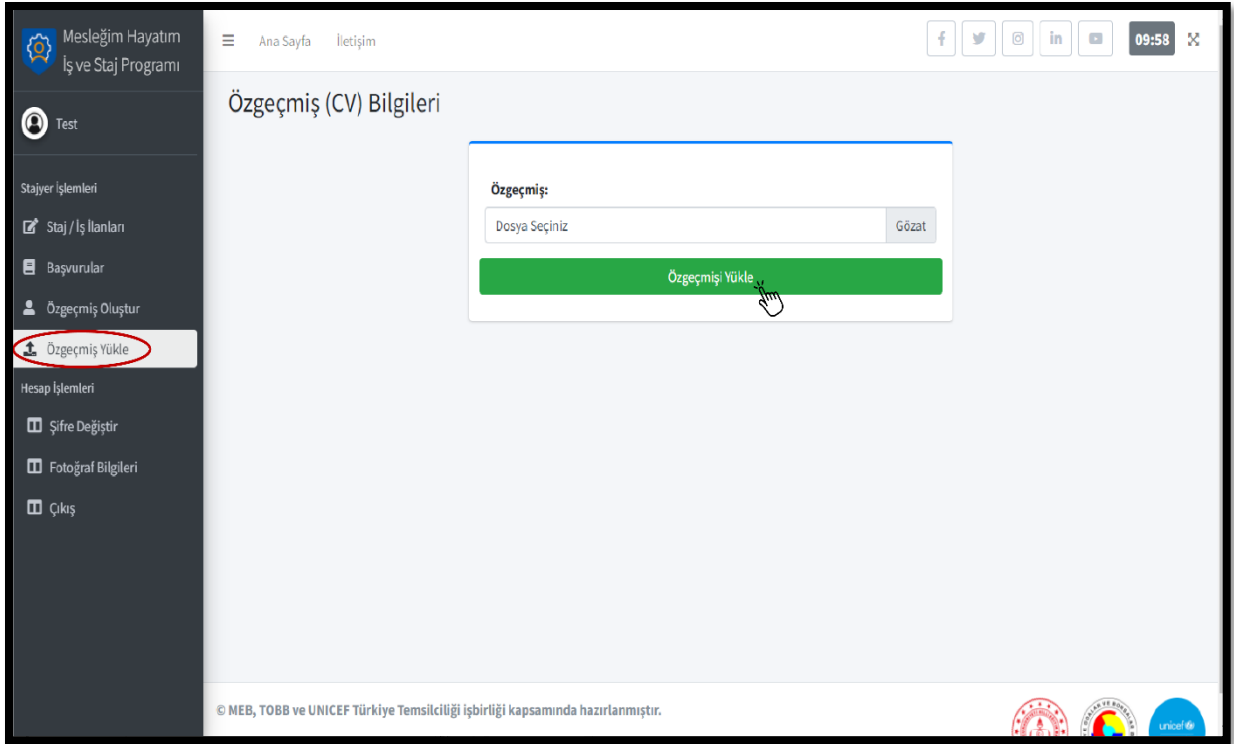 Mesleğim Hayatım
İş ve Staj Programı
Test
Stajyer İşlemleri
Staj / İş İlanları
Başvurular
Özgeçmiş Oluştur
Özgeçmiş Yükle
Hesap İşlemleri
Şifre Değiştir
Fotoğraf Bilgileri
Çıkış
Ana Sayfa İletişim
09:58
Özgeçmiş (CV) Bilgileri
Özgeçmiş:
Dosya Seçiniz Gözat
Özgeçmişi Yükle
© MEB, TOBB ve UNICEF Türkiye Temsilciliği işbirliği kapsamında hazırlanmıştır.
unicef